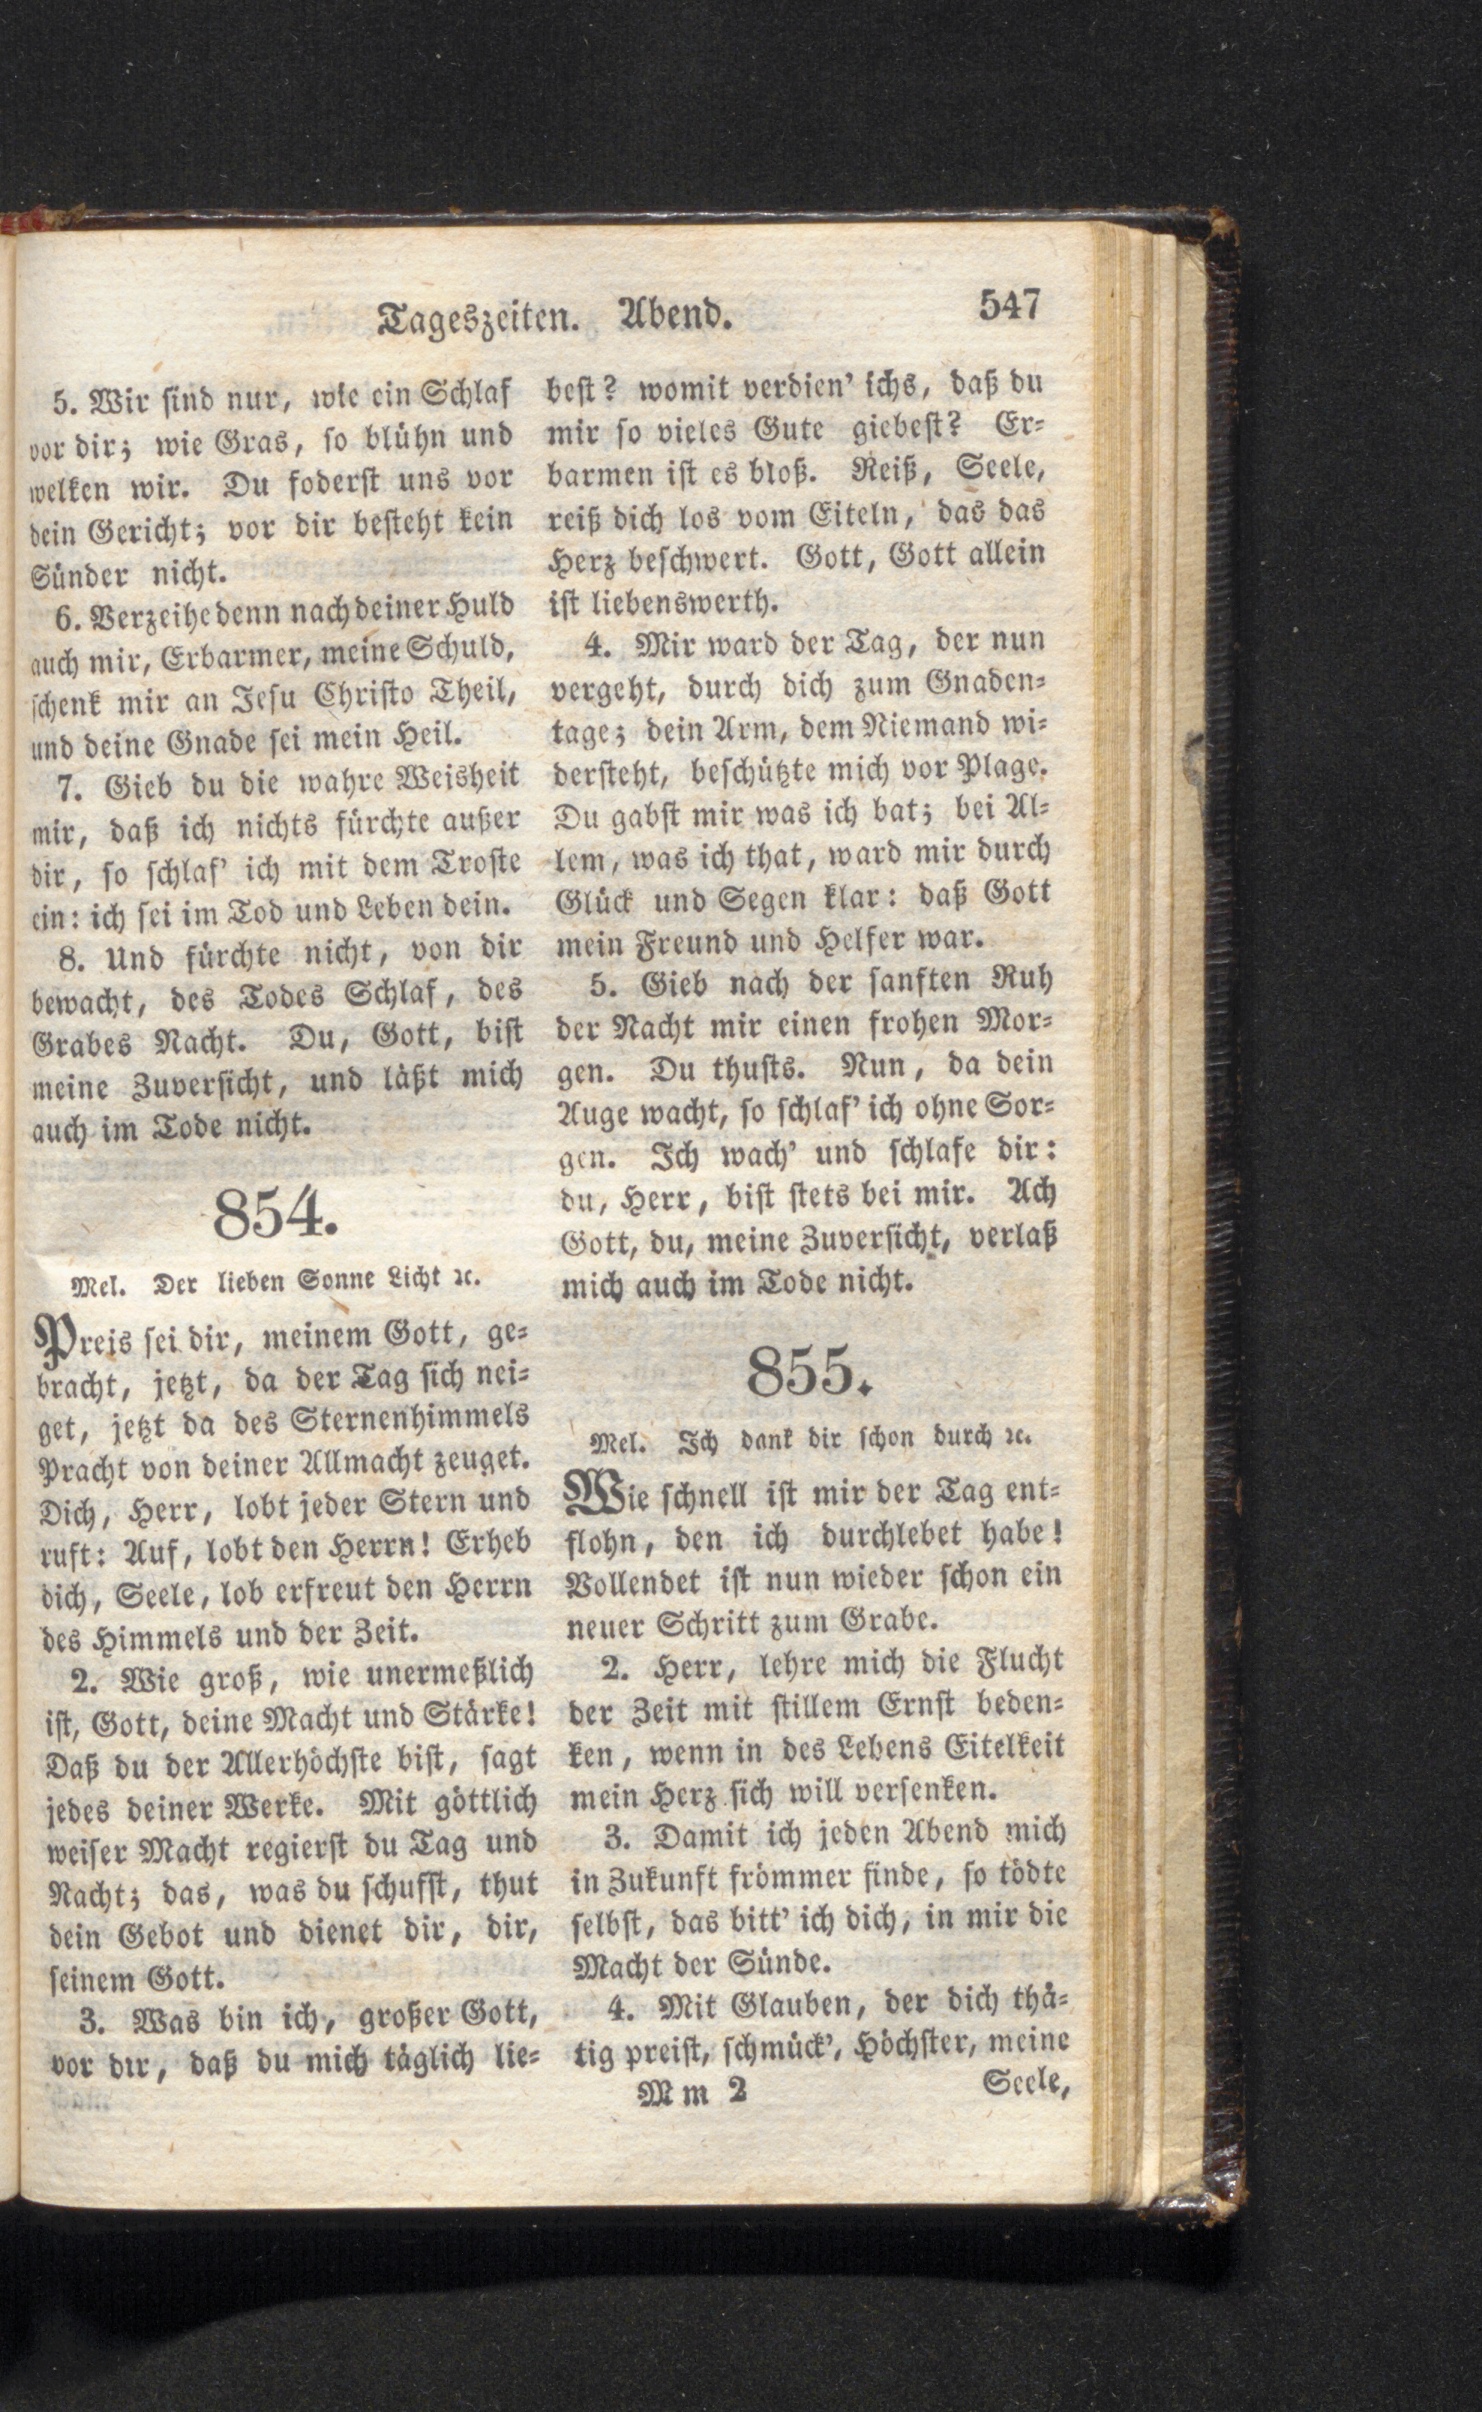 Tageszeiten. Abend.
547
5. Wir sind nur, wie ein Schlaf
vor dir; wie Gras, so blühn und
welken wir. Du foderst uns vor
dein Gericht; vor dir besteht kein
Sünder nicht.
6. Verzeihe denn nach deiner Huld
auch mir, Erbarmer, meine Schuld,
schenk mir an Jesu Christo Theil,
und deine Gnade sei mein Heil.
7. Gieb du die wahre Weisheit
mir, daß ich nichts fürchte außer
dir, so schlaf' ich mit dem Troste
ein: ich sei im Tod und Leben dein.
8. Und fürchte nicht, von dir
bewacht, des Todes Schlaf, des
Grabes Nacht. Du, Gott, bist
meine Zuversicht, und läßt mich
auch im Tode nicht.
854.
Mel. Der lieben Sonne Licht ꝛc.
Preis sei dir, meinem Gott, ge-
bracht, jetzt, da der Tag sich nei-
get, jetzt da des Sternenhimmels
Pracht von deiner Allmacht zeuget.
Dich, Herr, lobt jeder Stern und
ruft: Auf, lobt den Herrn! Erheb
dich, Seele, lob erfreut den Herrn
des Himmels und der Zeit.
2. Wie groß, wie unermeßlich
ist, Gott, deine Macht und Stärke!
Daß du der Allerhöchste bist, sagt
jedes deiner Werke. Mit göttlich
weiser Macht regierst du Tag und
Nacht; das, was du schufst, thut
dein Gebot und dienet dir, dir,
seinem Gott.
3. Was bin ich, großer Gott,
vor dir, daß du mich täglich lie-
best? womit verdien' ichs, daß du
mir so vieles Gute giebest? Er-
barmen ist es bloß. Reiß, Seele,
reiß dich los vom Eiteln, das das
Herz beschwert. Gott, Gott allein
ist liebenswerth.
4. Mir ward der Tag, der nun
vergeht, durch dich zum Gnaden-
tage; dein Arm, dem Niemand wi-
dersteht, beschützte mich vor Plage.
Du gabst mir was ich bat; bei Al-
lem, was ich that, ward mir durch
Glück und Segen klar: daß Gott
mein Freund und Helfer war.
5. Gieb nach der sanften Ruh
der Nacht mir einen frohen Mor-
gen. Du thusts. Nun, da dein
Auge wacht, so schlaf' ich ohne Sor-
gen. Ich wach' und schlafe dir:
du, Herr, bist stets bei mir. Ach
Gott, du, meine Zuversicht, verlaß
mich auch im Tode nicht.
855.
Mel. Ich dank dir schon durch ꝛc.
Wie schnell ist mir der Tag ent-
flohn, den ich durchlebet habe!
Vollendet ist nun wieder schon ein
neuer Schritt zum Grabe.
2. Herr, lehre mich die Flucht
der Zeit mit stillem Ernst beden-
ken, wenn in des Lebens Eitelkeit
mein Herz sich will versenken.
3. Damit ich jeden Abend mich
in Zukunft frömmer finde, so tödte
selbst, das bitt' ich dich, in mir die
Macht der Sünde.
4. Mit Glauben, der dich thä-
tig preist, schmück', Höchster, meine
Mm 2
Seele,